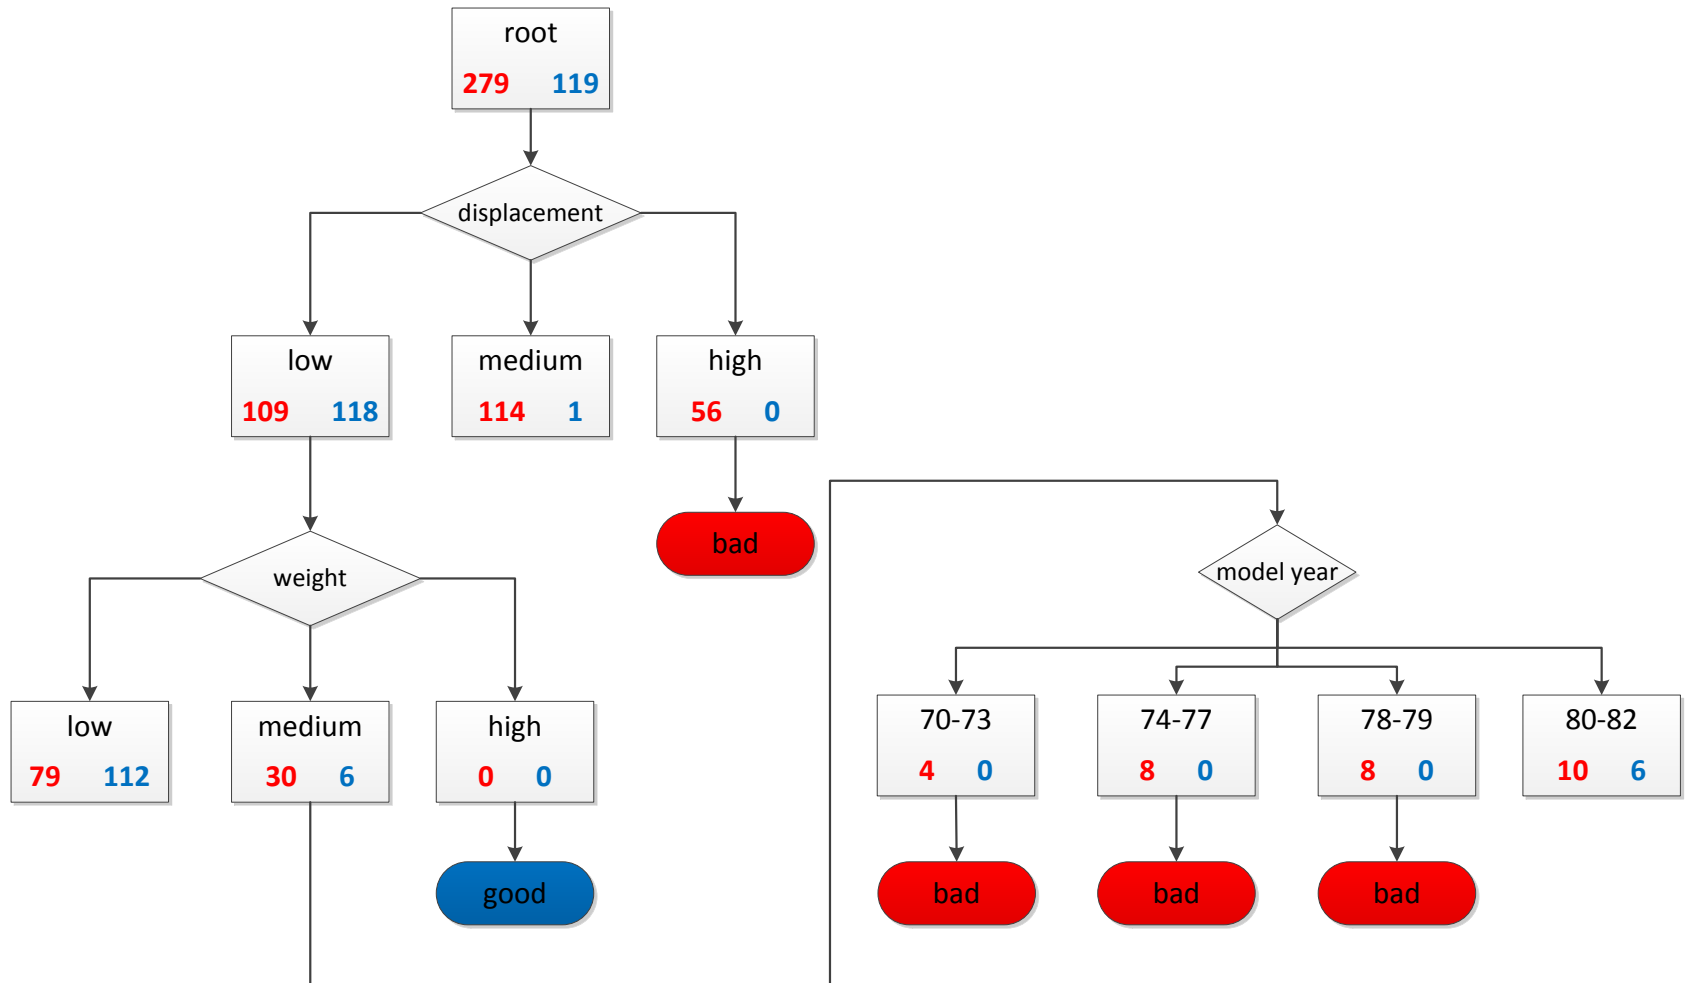 root
279 119
displacement
low
109 118
medium
114 1
high
56 0
bad
weight
low
79 112
medium
30 6
high
0 0
good
model year
70-73
4 0
74-77
8 0
78-79
8 0
80-82
10 6
bad
bad
bad